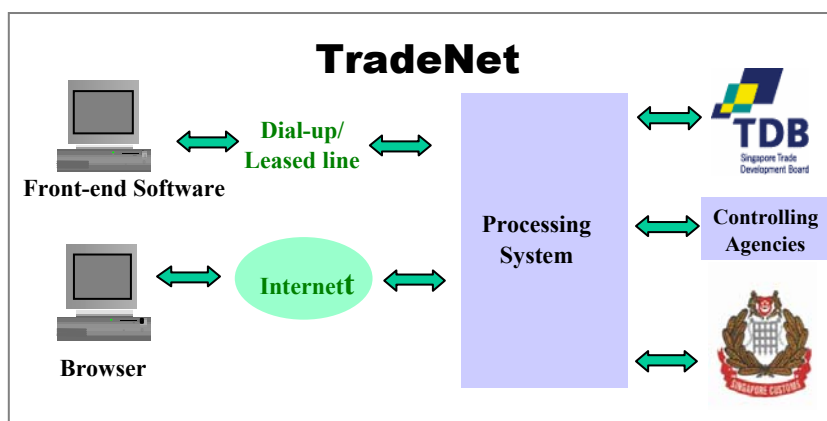 TradeNet
Dial-up/
Leased line
Front-end Software
Internett
Browser
Processing
System
TDB
Singapore Trade
Development Board
Controlling
Agencies
SINGAPORE CUSTOMS